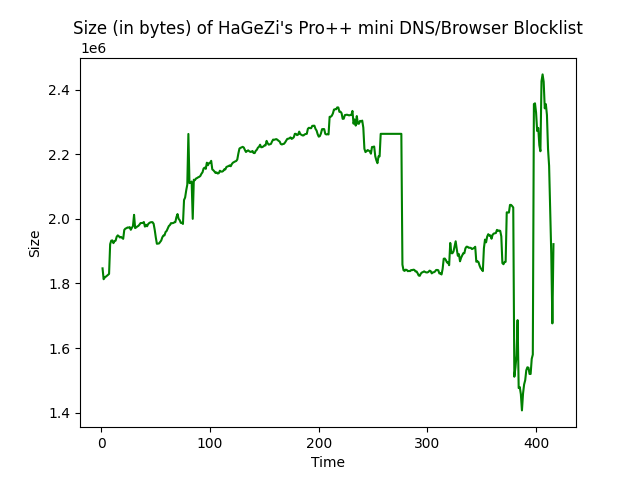 Size (in bytes) of HaGeZi's Pro++ mini DNS/Browser Blocklist
1e6
2.4
2.2
2.0
1.8
1.6
1.4
Size
0 100 200 300 400
Time